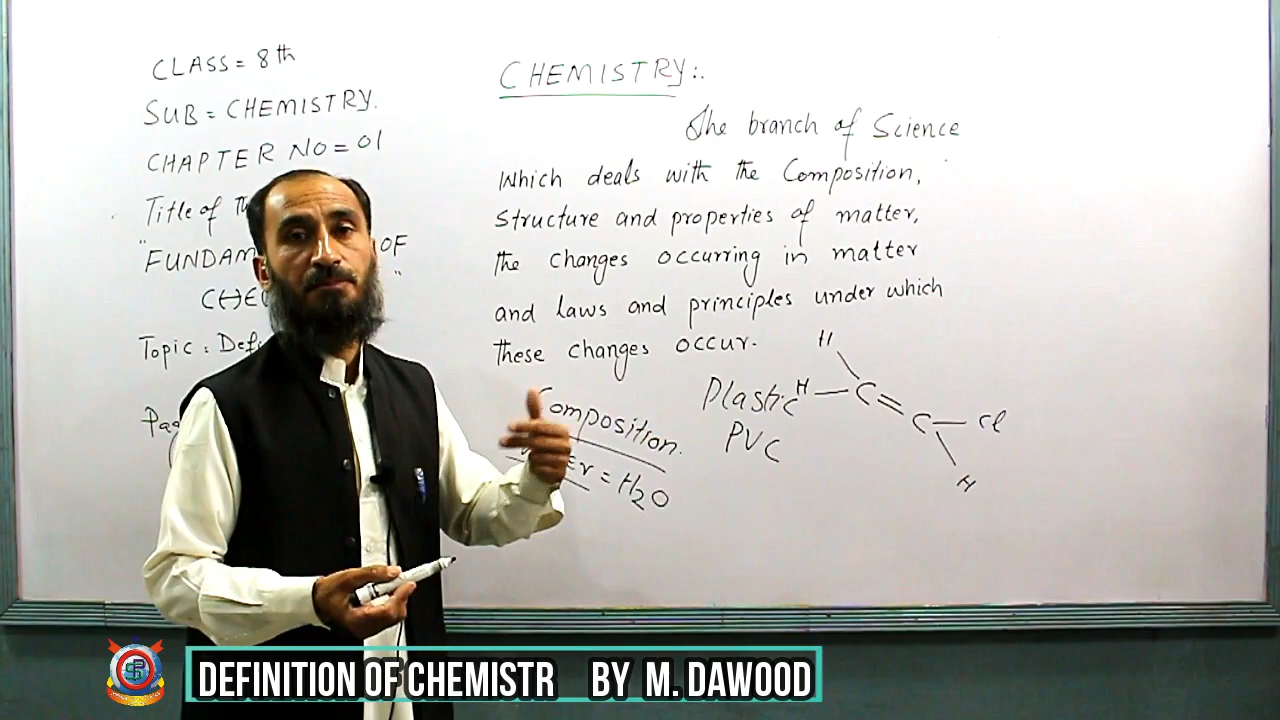 CLASS = 8th
SUB = CHEMISTRY.
CHAPTER NO = 01
Title of
"FUNDAM OF
"
Topic : Def
CHEMISTRY:.
The branch of Science
Which deals with the Composition,
Structure and properties of matter,
the changes occurring in matter
and laws and principles under which
these changes occur.
Composition.
= H2O
Plastic
PVC
H
H — C = C — Cl
H
DEFINITION OF CHEMISTR BY M. DAWOOD